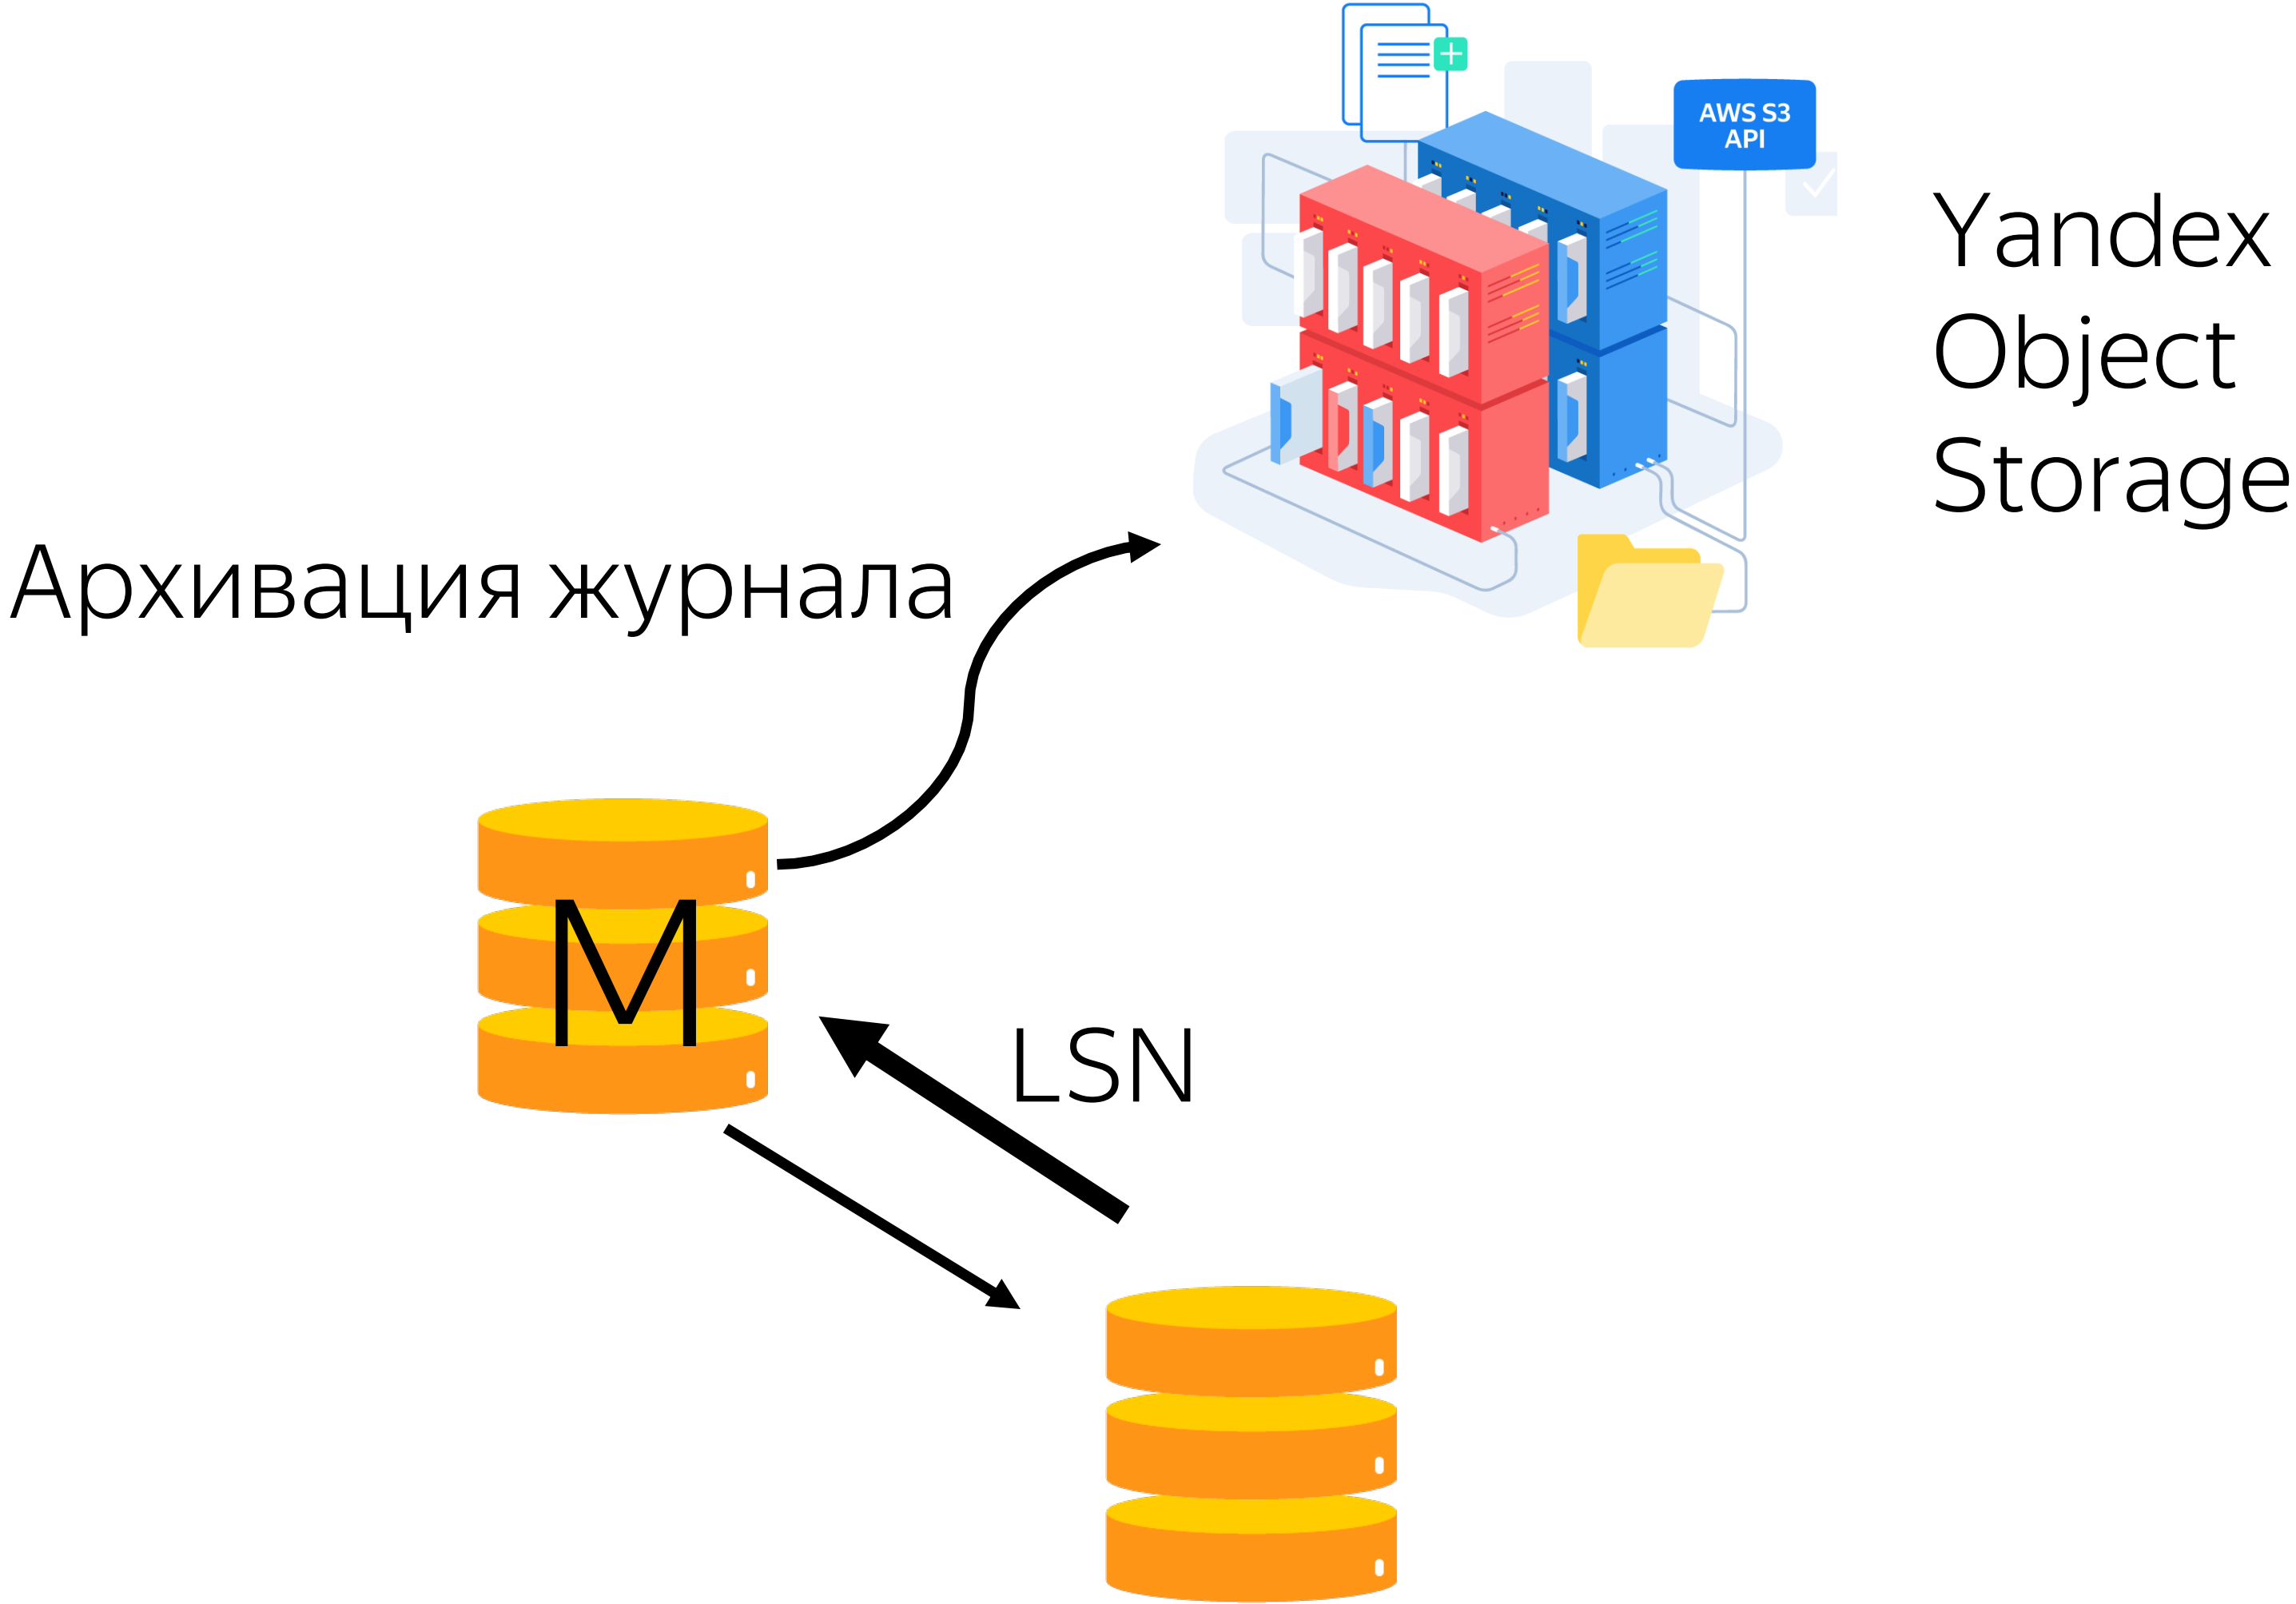 AWS S3
API
Yandex
Object
Storage
Архивация журнала
M
LSN